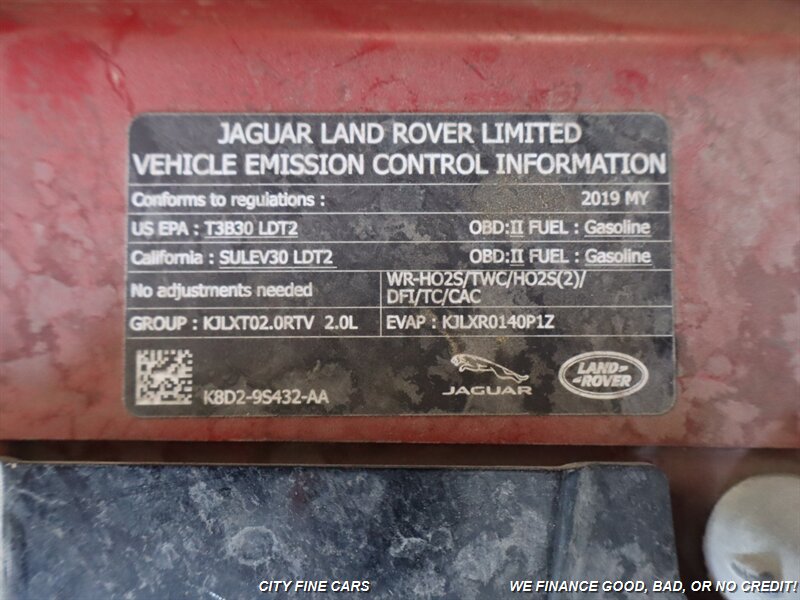 JAGUAR LAND ROVER LIMITED
VEHICLE EMISSION CONTROL INFORMATION
Conforms to regulations : 2019 MY
US EPA : T3B30 LDT2 OBD:II FUEL : Gasoline
California : SULEV30 LDT2 OBD:II FUEL : Gasoline
No adjustments needed
WR-HO2S/TWC/HO2S(2)/
DFI/TC/CAC
GROUP : KJLXT02.0RTV 2.0L EVAP : KJLXR0140P1Z
K8D2-9S432-AA
JAGUAR
LAND
ROVER
CITY FINE CARS WE FINANCE GOOD, BAD, OR NO CREDIT!